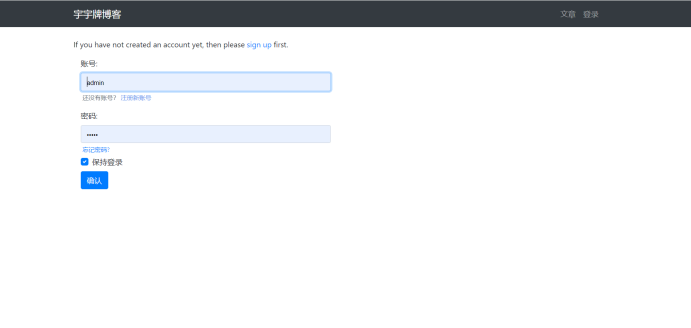 宇宇牌博客
文章 登录
If you have not created an account yet, then please sign up first.
账号:
admin
还没有账号? 注册新账号
密码:
•••••
忘记密码?
保持登录
确认